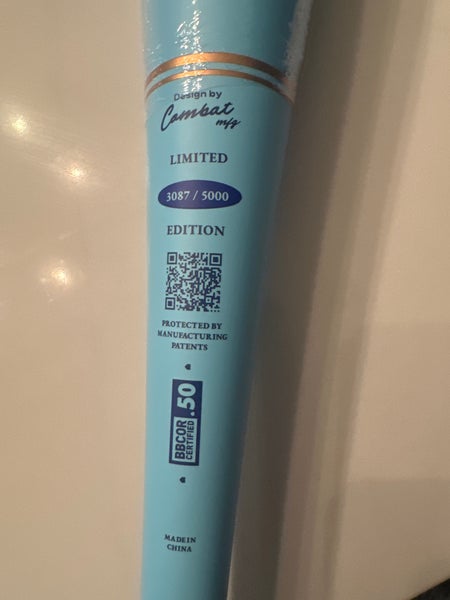 Design by
Combat
mfg
LIMITED
3087 / 5000
EDITION
PROTECTED BY
MANUFACTURING
PATENTS
BBCOR
CERTIFIED
.50
MADE IN
CHINA